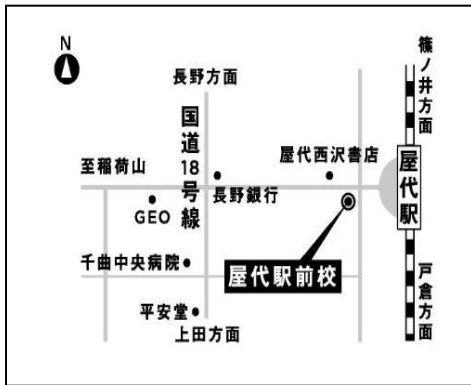 N
長野方面
篠ノ井方面
国道18号線
屋代西沢書店
至稲荷山
屋代駅
長野銀行
GEO
千曲中央病院
屋代駅前校
戸倉方面
平安堂
上田方面